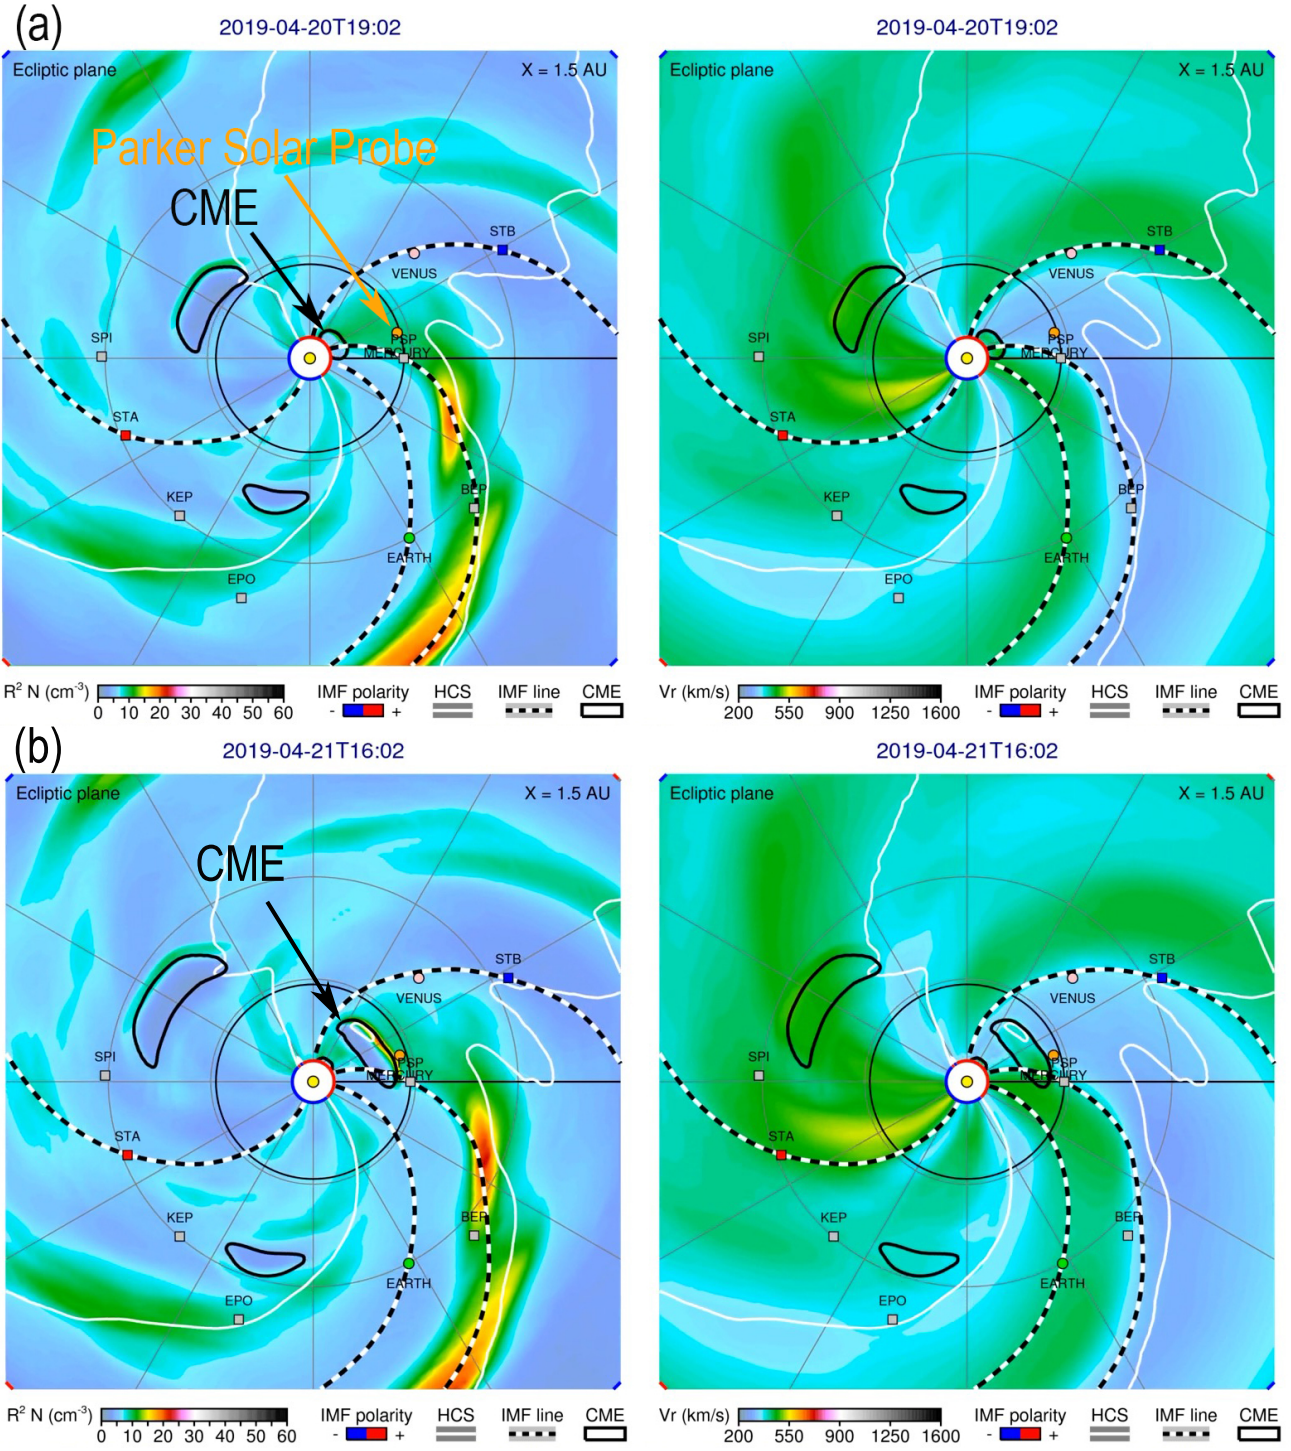 (a)
2019-04-20T19:02
2019-04-20T19:02
Ecliptic plane
X = 1.5 AU
Ecliptic plane
X = 1.5 AU
Parker Solar Probe
CME
STB
VENUS
SPI
PSP
MERCURY
STA
KEP
BEP
EARTH
EPO
STB
VENUS
SPI
PSP
MERCURY
STA
KEP
BEP
EARTH
EPO
R² N (cm⁻³)
0 10 20 30 40 50 60
IMF polarity
- +
HCS
IMF line
CME
Vr (km/s)
200 550 900 1250 1600
IMF polarity
- +
HCS
IMF line
CME
(b)
2019-04-21T16:02
2019-04-21T16:02
Ecliptic plane
X = 1.5 AU
Ecliptic plane
X = 1.5 AU
CME
STB
VENUS
SPI
PSP
MERCURY
STA
KEP
BEP
EARTH
EPO
STB
VENUS
SPI
PSP
MERCURY
STA
KEP
BEP
EARTH
EPO
R² N (cm⁻³)
0 10 20 30 40 50 60
IMF polarity
- +
HCS
IMF line
CME
Vr (km/s)
200 550 900 1250 1600
IMF polarity
- +
HCS
IMF line
CME